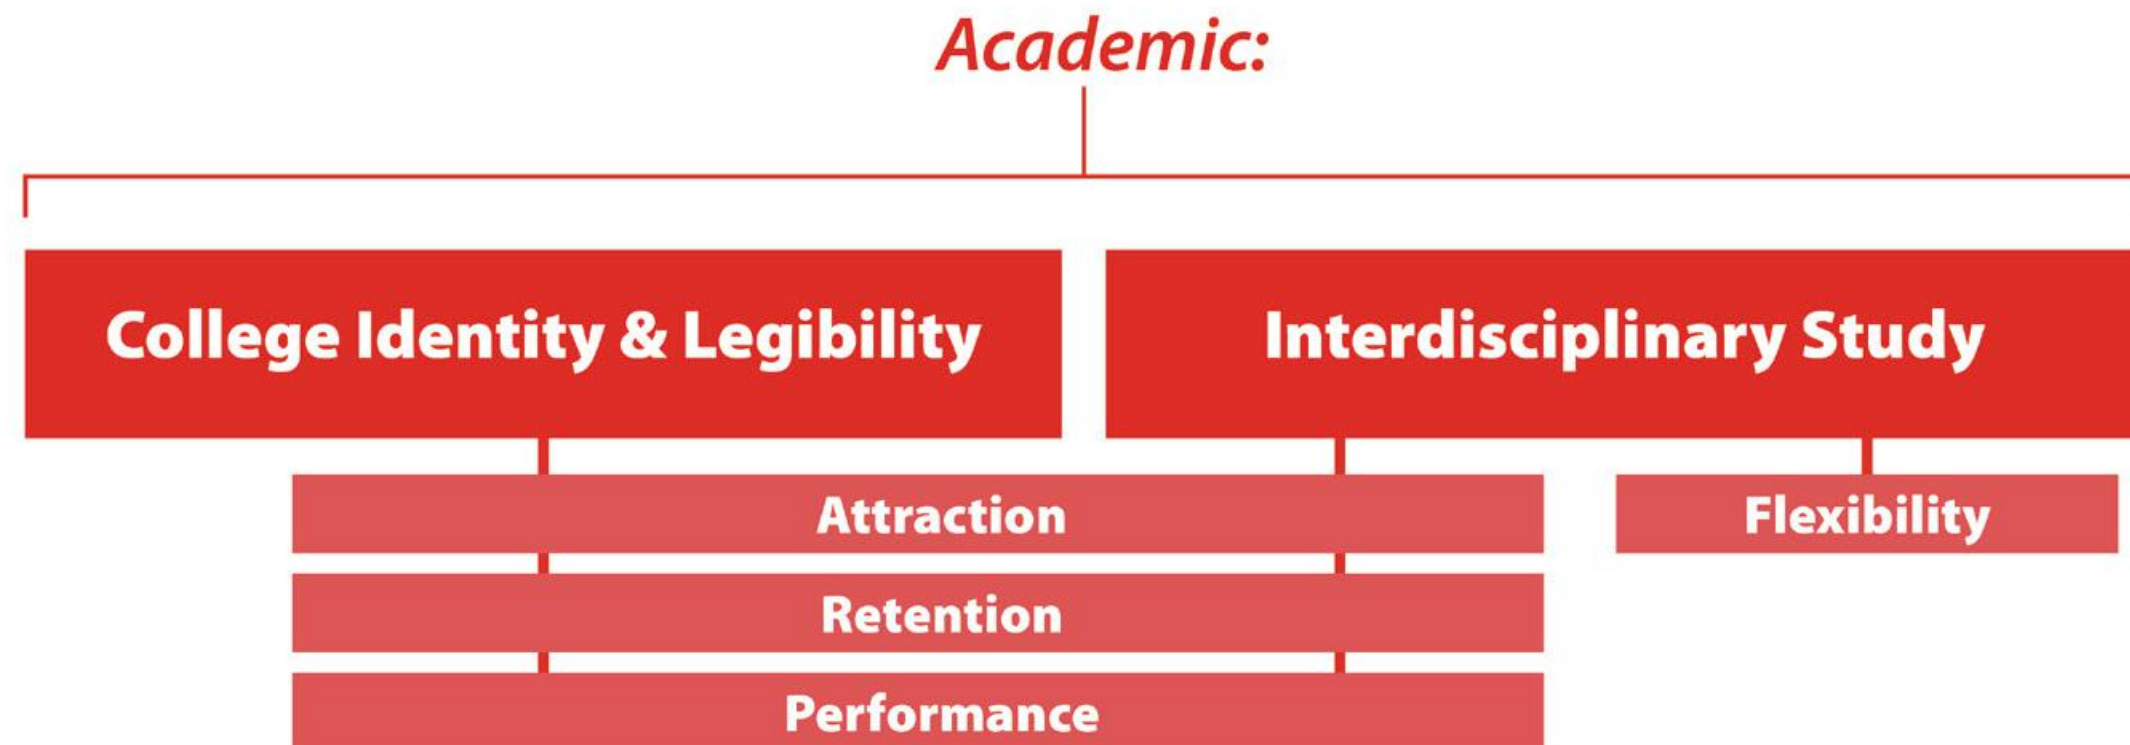 Academic:
College Identity & Legibility
Interdisciplinary Study
Attraction
Flexibility
Retention
Performance